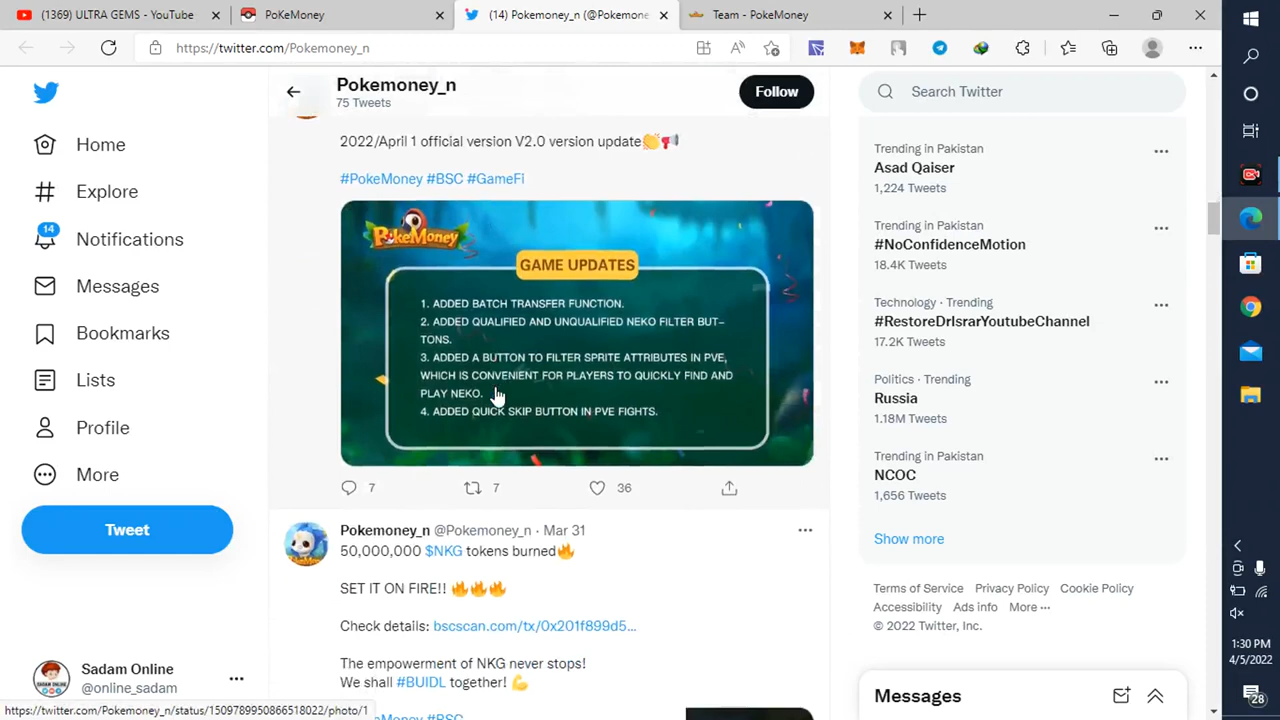 (1369) ULTRA GEMS - YouTube
PoKeMoney
(14) Pokemoney_n (@Pokemone
Team - PokeMoney
https://twitter.com/Pokemoney_n
Home
Explore
14
Notifications
Messages
Bookmarks
Lists
Profile
More
Tweet
Sadam Online
@online_sadam
https://twitter.com/Pokemoney_n/status/1509789950866518022/photo/1
Pokemoney_n
75 Tweets
Follow
2022/April 1 official version V2.0 version update👏📢
#PokeMoney #BSC #GameFi
POKEMONEY
GAME UPDATES
1. ADDED BATCH TRANSFER FUNCTION.
2. ADDED QUALIFIED AND UNQUALIFIED NEKO FILTER BUT-
TONS.
3. ADDED A BUTTON TO FILTER SPRITE ATTRIBUTES IN PVE,
WHICH IS CONVENIENT FOR PLAYERS TO QUICKLY FIND AND
PLAY NEKO.
4. ADDED QUICK SKIP BUTTON IN PVE FIGHTS.
7 7 36
Pokemoney_n @Pokemoney_n · Mar 31
50,000,000 $NKG tokens burned🔥
SET IT ON FIRE!! 🔥🔥🔥
Check details: bscscan.com/tx/0x201f899d5...
The empowerment of NKG never stops!
We shall #BUIDL together! 💪
Search Twitter
Trending in Pakistan
Asad Qaiser
1,224 Tweets
Trending in Pakistan
#NoConfidenceMotion
18.4K Tweets
Technology · Trending
#RestoreDrIsrarYoutubeChannel
17.2K Tweets
Politics · Trending
Russia
1.18M Tweets
Trending in Pakistan
NCOC
1,656 Tweets
Show more
Terms of Service Privacy Policy Cookie Policy
Accessibility Ads info More ···
© 2022 Twitter, Inc.
Messages
1:30 PM
4/5/2022
28